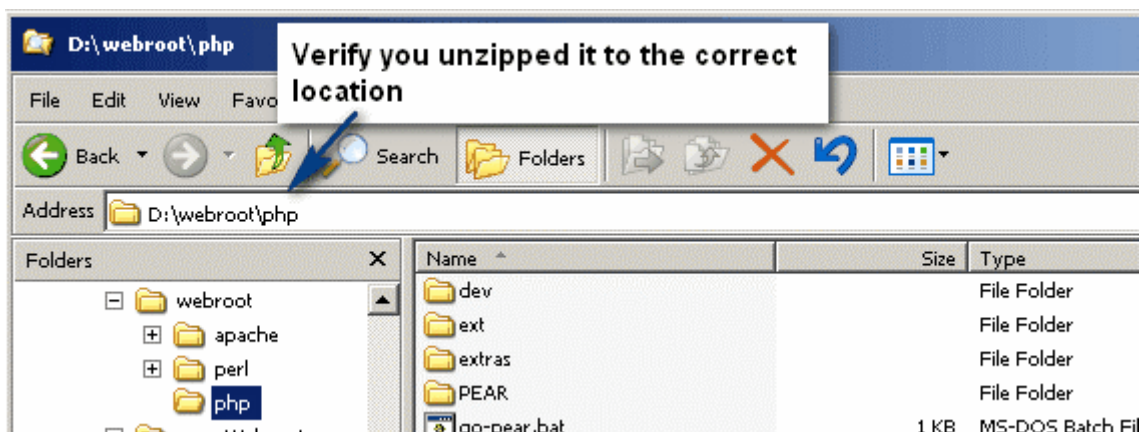 D:\webroot\php
Verify you unzipped it to the correct
location
File Edit View Favo
Back Search Folders
Address D:\webroot\php
Folders X Name Size Type
webroot dev File Folder
apache ext File Folder
perl extras File Folder
php PEAR File Folder
go-pear.bat 1 KB MS-DOS Batch Fil